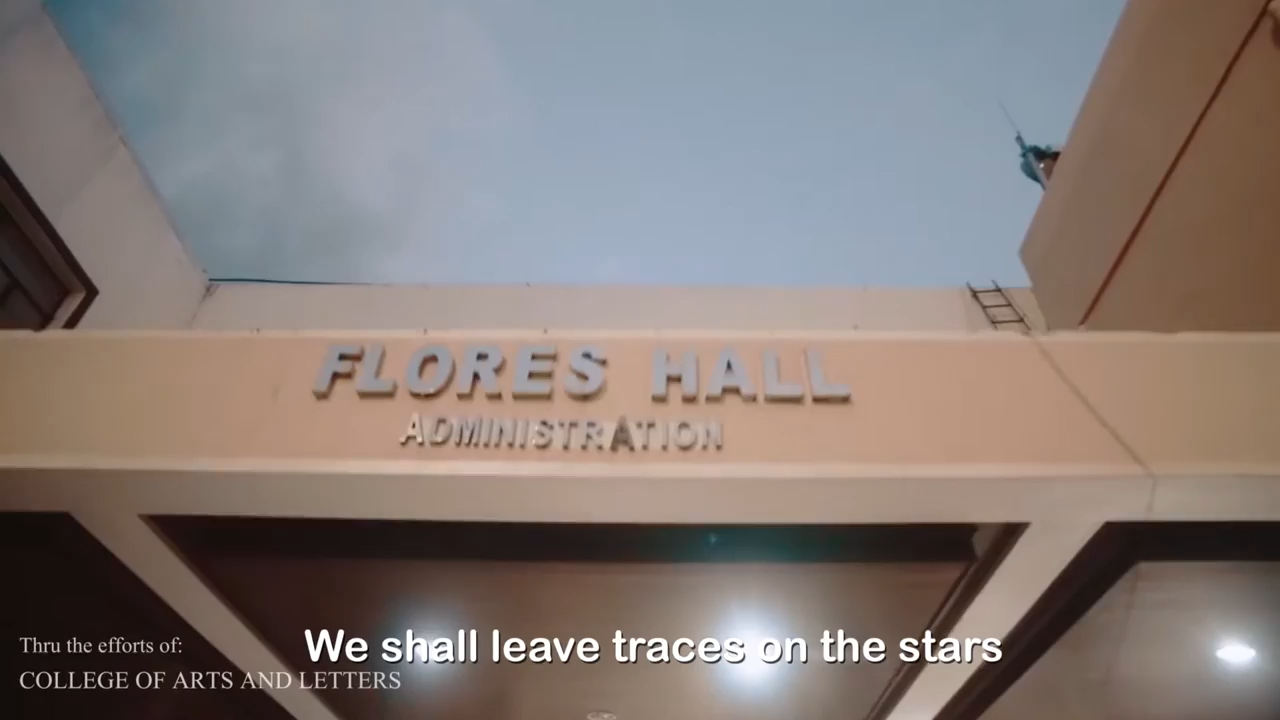 FLORES HALL
ADMINISTRATION
We shall leave traces on the stars
Thru the efforts of:
COLLEGE OF ARTS AND LETTERS